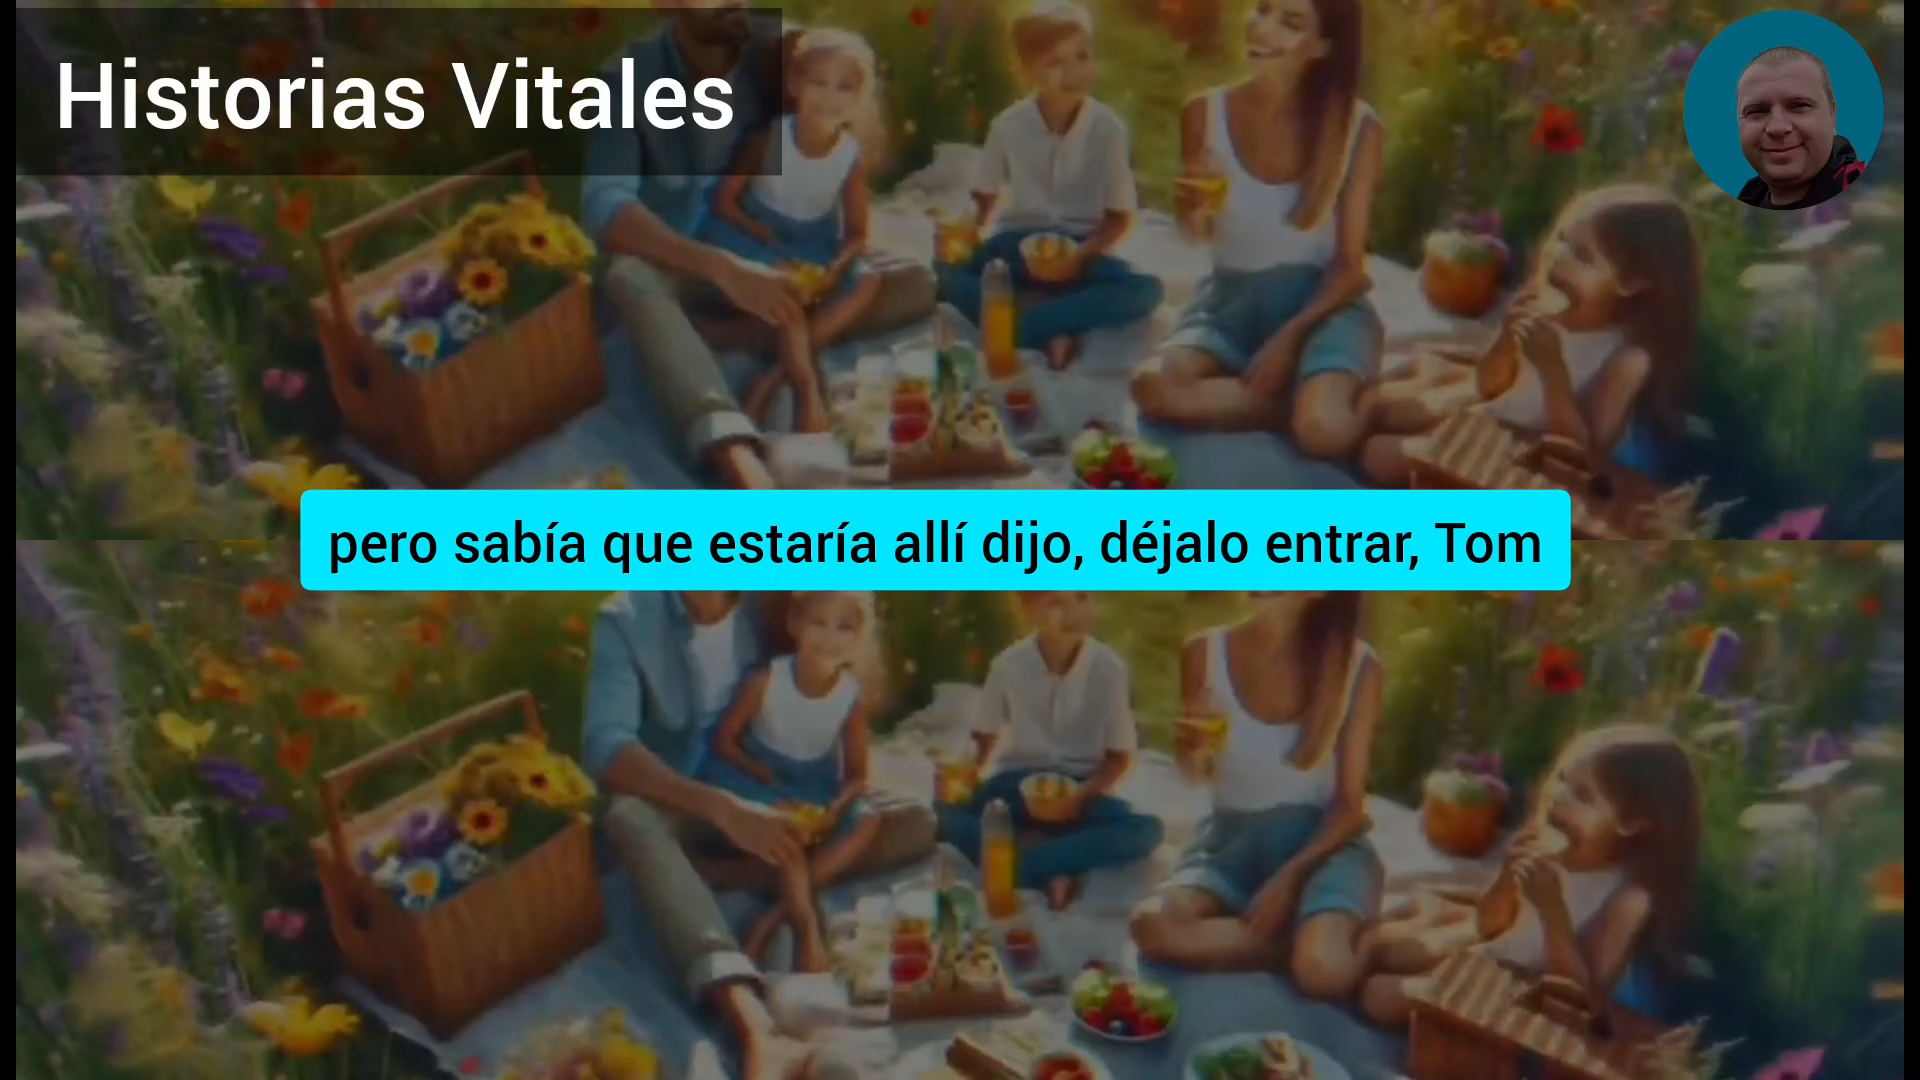 Historias Vitales
pero sabía que estaría allí dijo, déjalo entrar, Tom